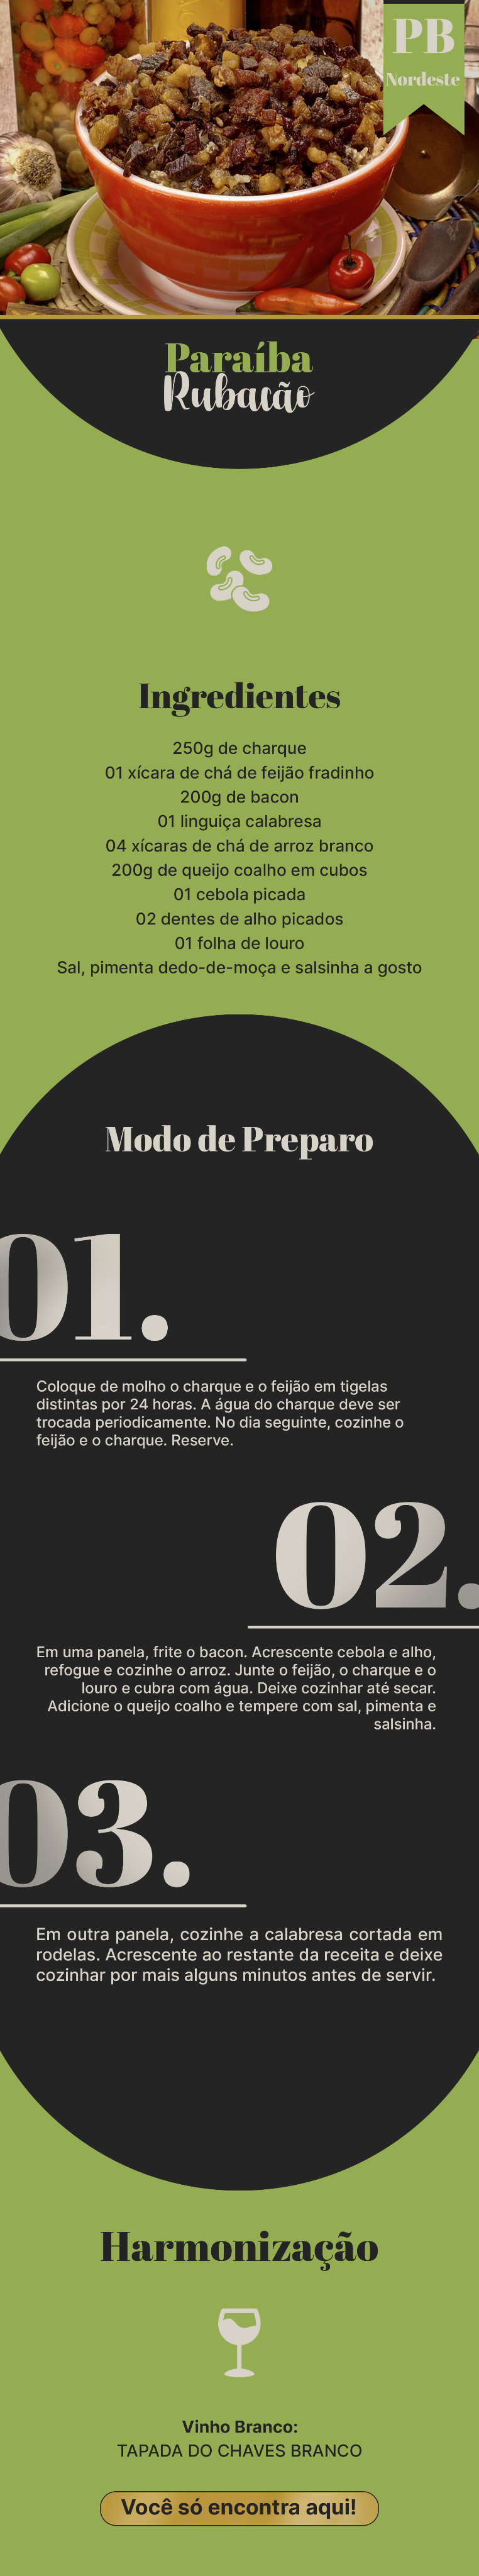 PB
Nordeste
Paraíba
Rubacão
Ingredientes
250g de charque
01 xícara de chá de feijão fradinho
200g de bacon
01 linguiça calabresa
04 xícaras de chá de arroz branco
200g de queijo coalho em cubos
01 cebola picada
02 dentes de alho picados
01 folha de louro
Sal, pimenta dedo-de-moça e salsinha a gosto
Modo de Preparo
01.
Coloque de molho o charque e o feijão em tigelas
distintas por 24 horas. A água do charque deve ser
trocada periodicamente. No dia seguinte, cozinhe o
feijão e o charque. Reserve.
02.
Em uma panela, frite o bacon. Acrescente cebola e alho,
refogue e cozinhe o arroz. Junte o feijão, o charque e o
louro e cubra com água. Deixe cozinhar até secar.
Adicione o queijo coalho e tempere com sal, pimenta e
salsinha.
03.
Em outra panela, cozinhe a calabresa cortada em
rodelas. Acrescente ao restante da receita e deixe
cozinhar por mais alguns minutos antes de servir.
Harmonização
Vinho Branco:
TAPADA DO CHAVES BRANCO
Você só encontra aqui!